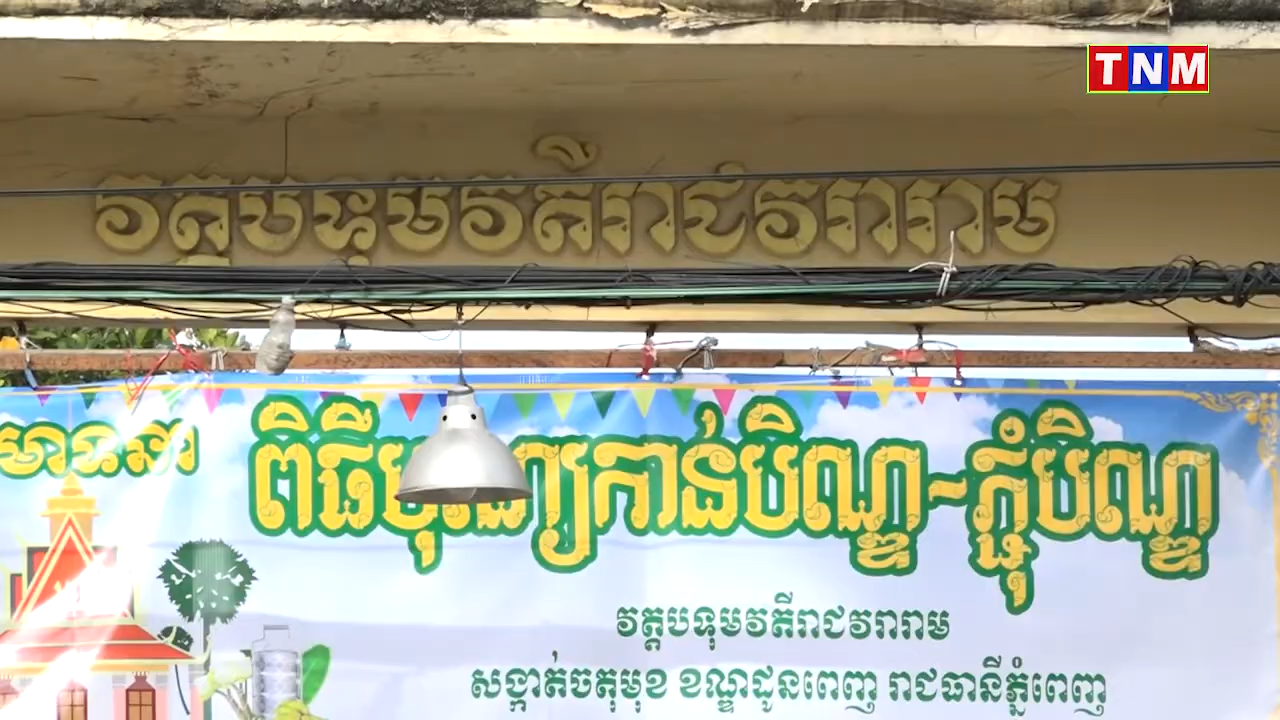 TNM
វត្តបទុមវតីរាជវរារាម
មោទនា
ពិធីបុណ្យកាន់បិណ្ឌ-ភ្ជុំបិណ្ឌ
វត្តបទុមវតីរាជវរារាម
សង្កាត់ចតុមុខ ខណ្ឌដូនពេញ រាជធានីភ្នំពេញ